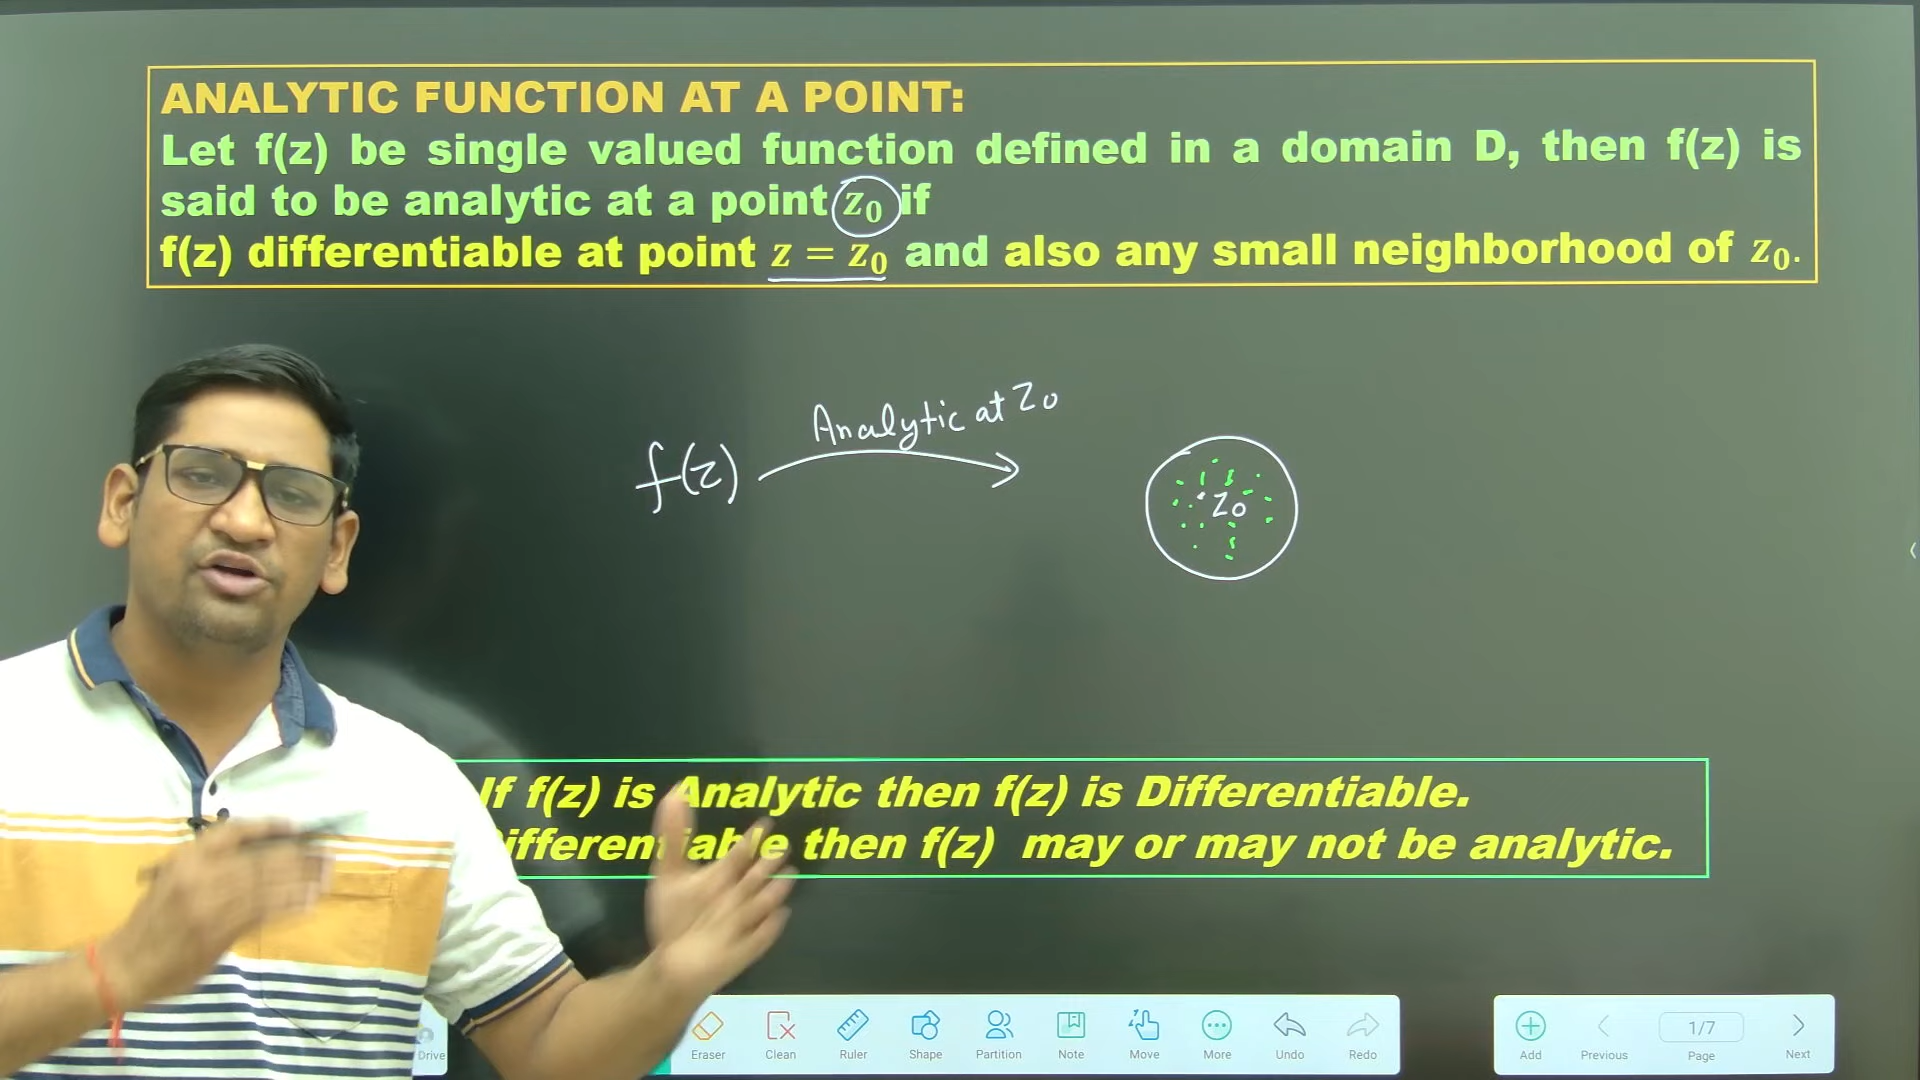 ANALYTIC FUNCTION AT A POINT:
Let f(z) be single valued function defined in a domain D, then f(z) is
said to be analytic at a point z₀ if
f(z) differentiable at point z = z₀ and also any small neighborhood of z₀.
Analytic at z₀
f(z)
z₀
If f(z) is Analytic then f(z) is Differentiable.
ifferentiable then f(z) may or may not be analytic.
Drive Eraser Clean Ruler Shape Partition Note Move More Undo Redo
1/7
Add Previous Page Next